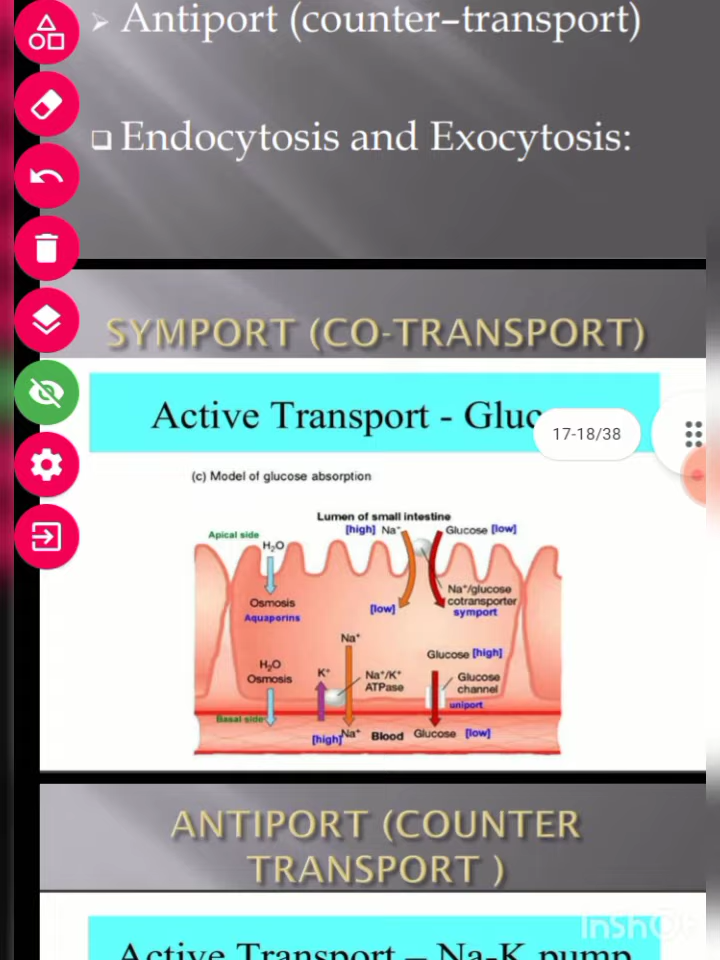 ➢ Antiport (counter–transport)
❑ Endocytosis and Exocytosis:
SYMPORT (CO-TRANSPORT)
Active Transport - Gluc
17-18/38
(c) Model of glucose absorption
Lumen of small intestine
Apical side
[high] Na⁺
Glucose [low]
H₂O
Osmosis
Aquaporins
[low]
Na⁺/glucose
cotransporter
symport
Na⁺
Glucose [high]
H₂O
Osmosis
K⁺
Na⁺/K⁺
ATPase
Glucose
channel
uniport
Basal side
[high] Na⁺
Blood
Glucose [low]
ANTIPORT (COUNTER
TRANSPORT )
Active Transport – Na-K pump